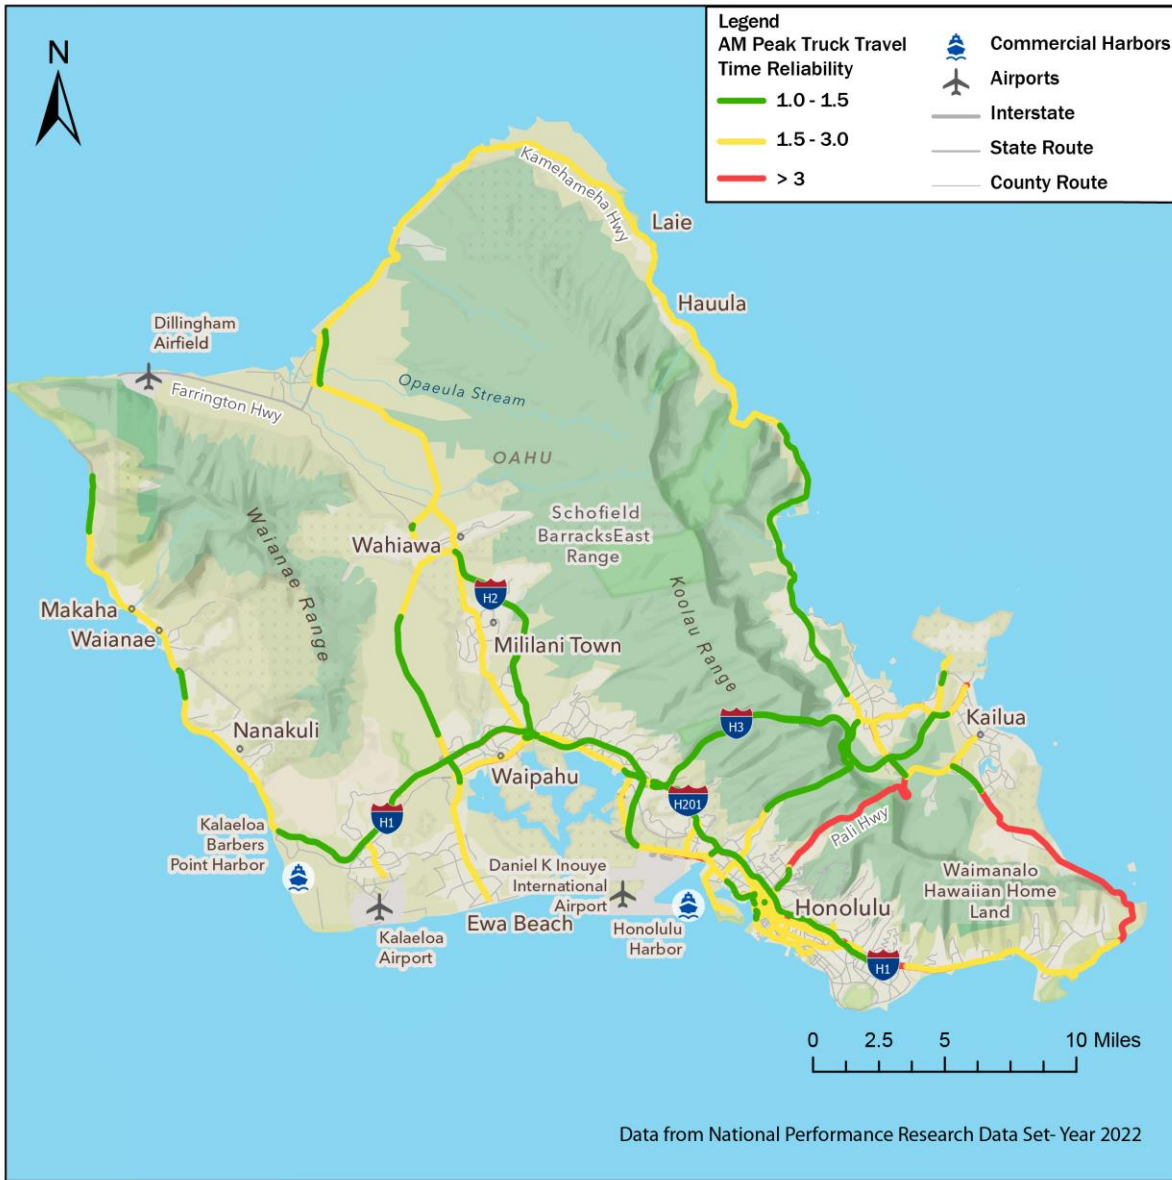 Legend
AM Peak Truck Travel
Time Reliability
1.0 - 1.5
1.5 - 3.0
> 3
Commercial Harbors
Airports
Interstate
State Route
County Route
N
Kamehameha Hwy
Laie
Hauula
Dillingham
Airfield
Farrington Hwy
Opaeula Stream
OAHU
Schofield
BarracksEast
Range
Wahiawa
Waianae Range
H2
Makaha
Waianae
Mililani Town
Koolau Range
Nanakuli
H3
Kailua
Waipahu
H201
H1
Pali Hwy
Kalaeloa
Barbers
Point Harbor
Daniel K Inouye
International
Airport
Waimanalo
Hawaiian Home
Land
Kalaeloa
Airport
Ewa Beach
Honolulu
Harbor
Honolulu
H1
0 2.5 5 10 Miles
Data from National Performance Research Data Set- Year 2022